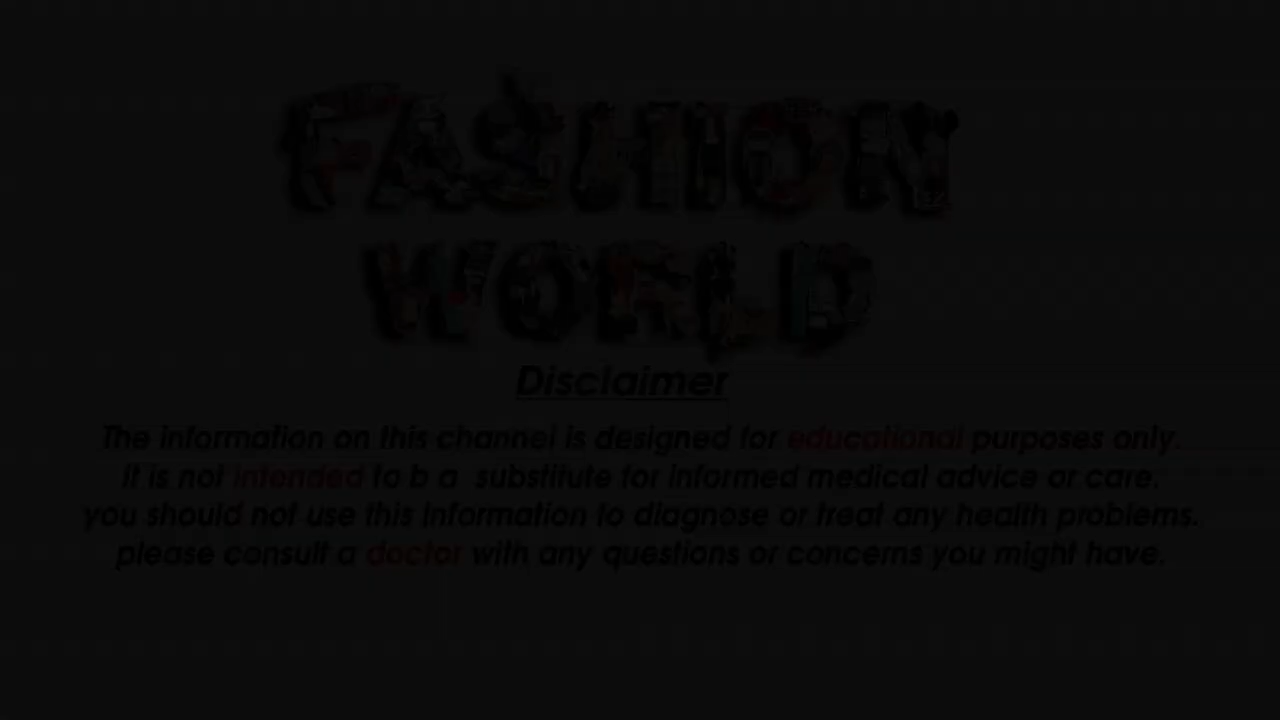 FASHION
WORLD
Disclaimer
The information on this channel is designed for educational purposes only.
it is not intended to b a substitute for informed medical advice or care.
you should not use this information to diagnose or treat any health problems.
please consult a doctor with any questions or concerns you might have.